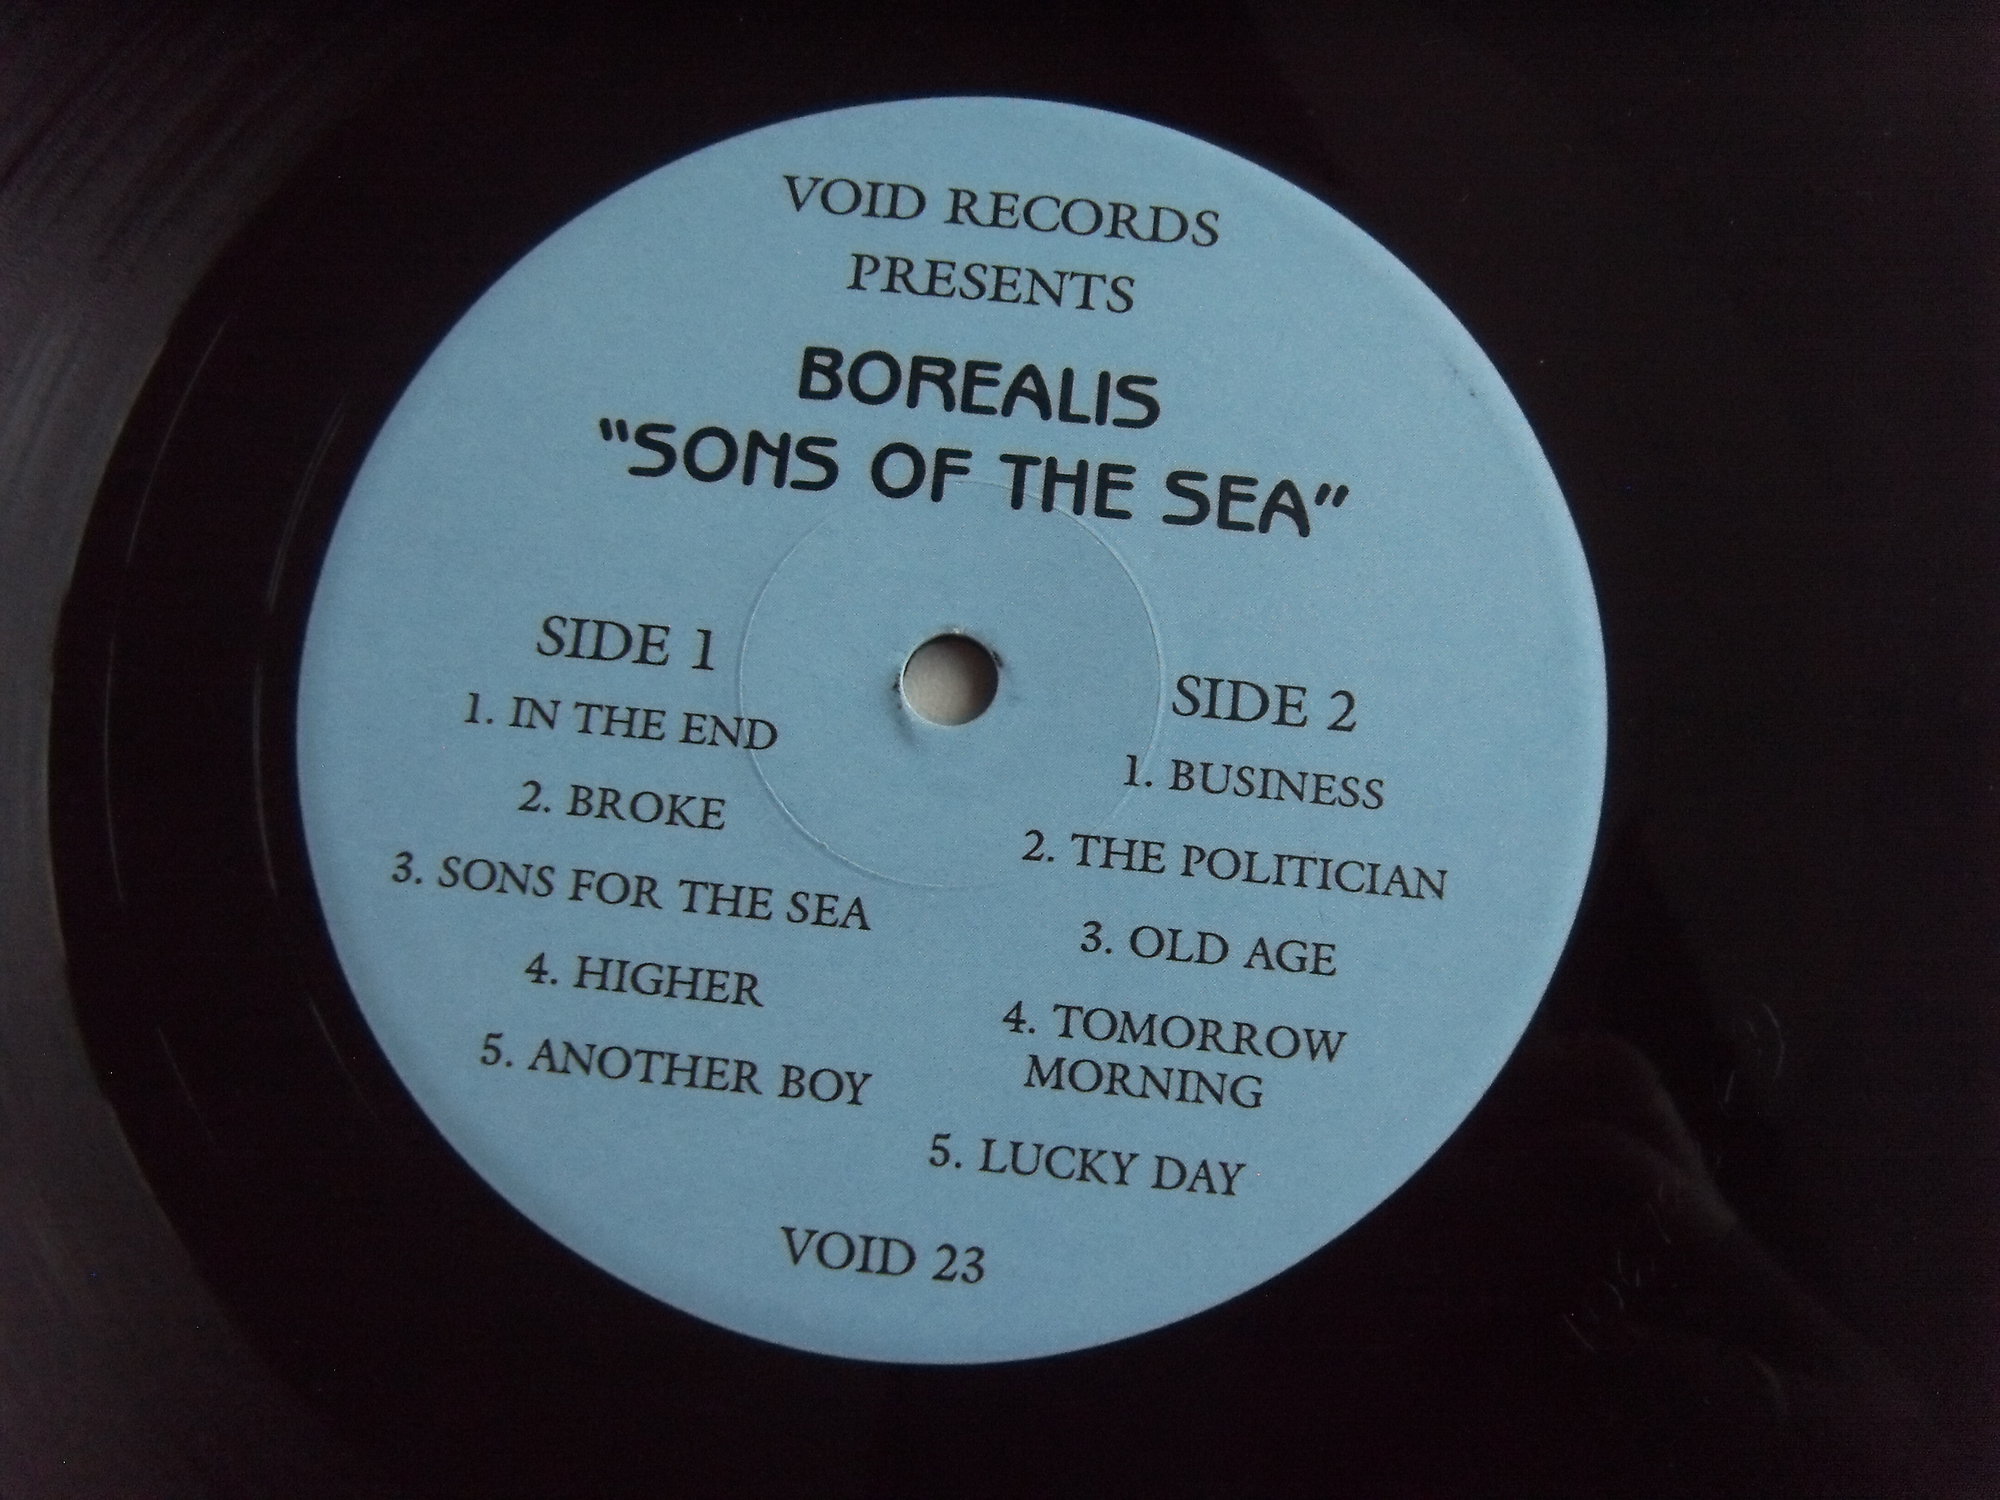 VOID RECORDS
PRESENTS
BOREALIS
"SONS OF THE SEA"
SIDE 1
1. IN THE END
2. BROKE
3. SONS FOR THE SEA
4. HIGHER
5. ANOTHER BOY
SIDE 2
1. BUSINESS
2. THE POLITICIAN
3. OLD AGE
4. TOMORROW
MORNING
5. LUCKY DAY
VOID 23